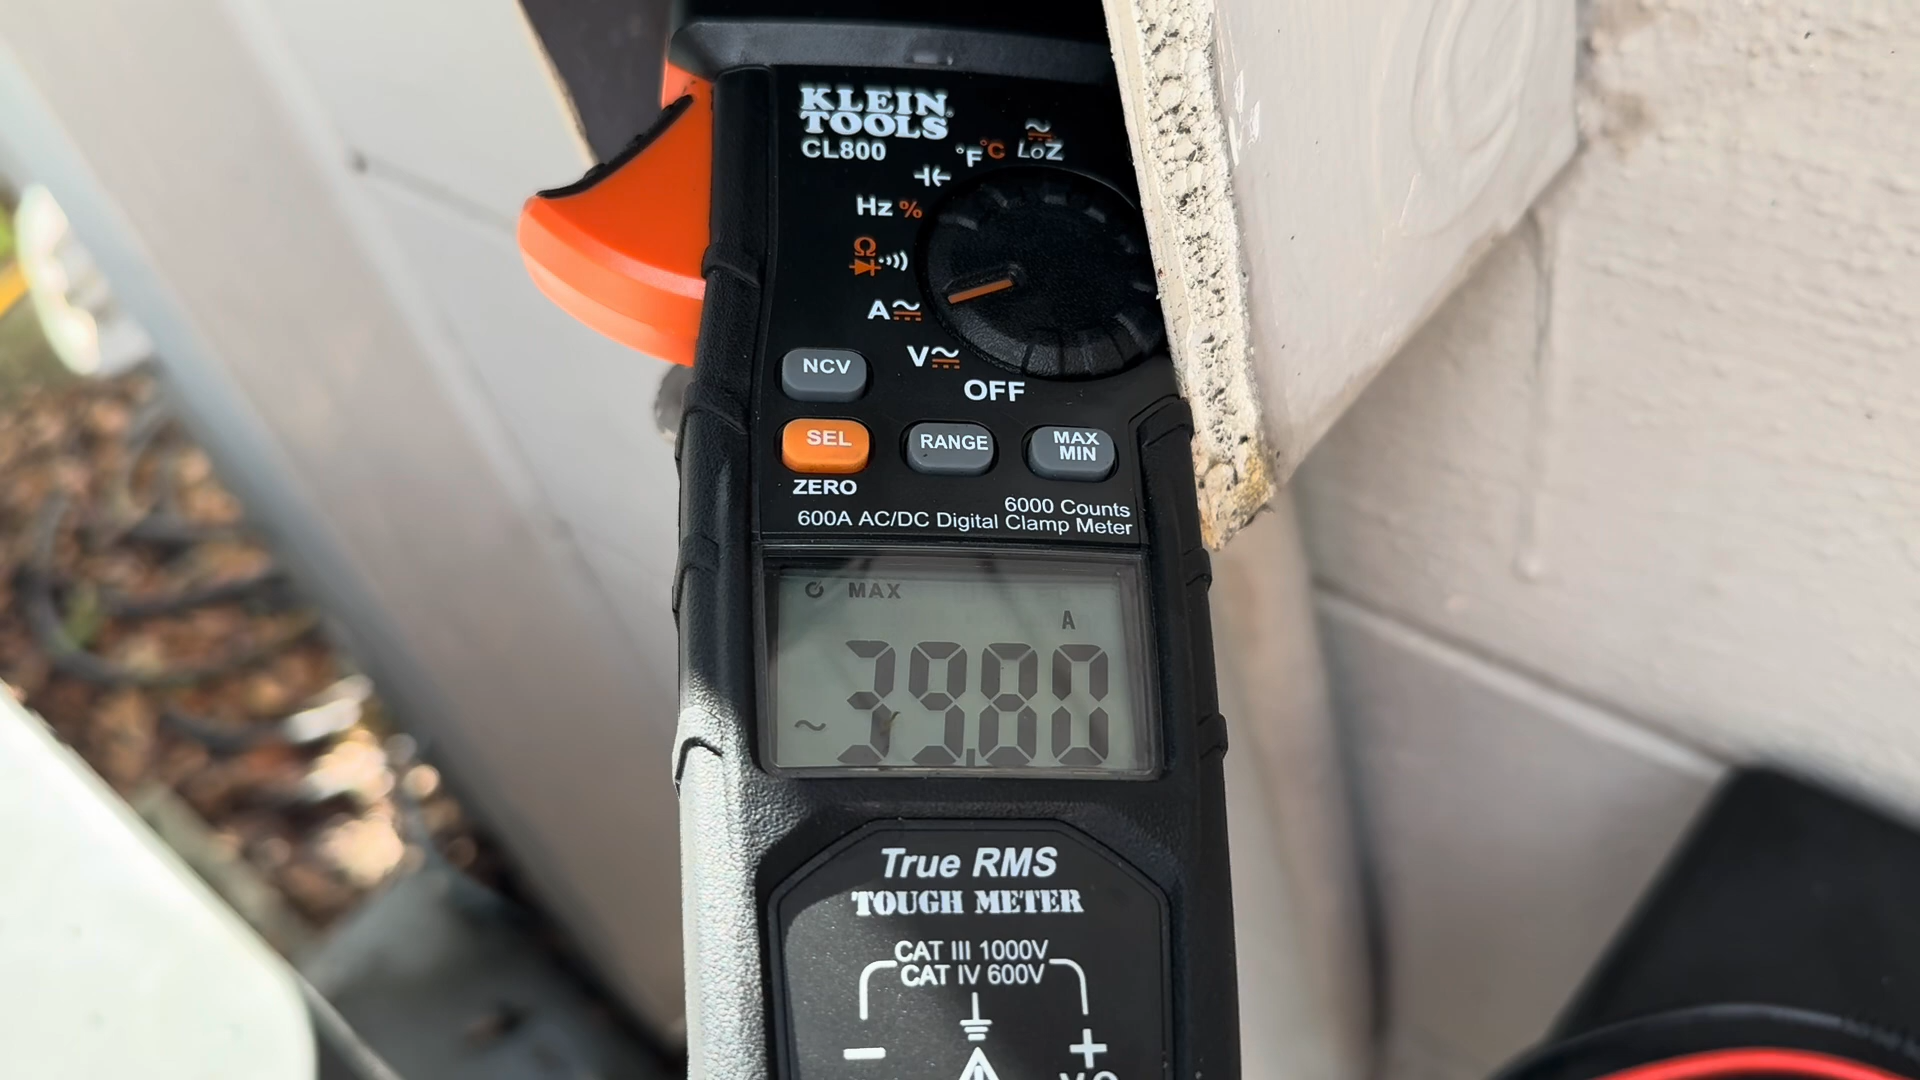 KLEIN
TOOLS
CL800
°F °C LoZ
Hz %
Ω
A
V
OFF
NCV
SEL RANGE MAX
MIN
ZERO
6000 Counts
600A AC/DC Digital Clamp Meter
MAX
A
39.80
True RMS
TOUGH METER
CAT III 1000V
CAT IV 600V
- +